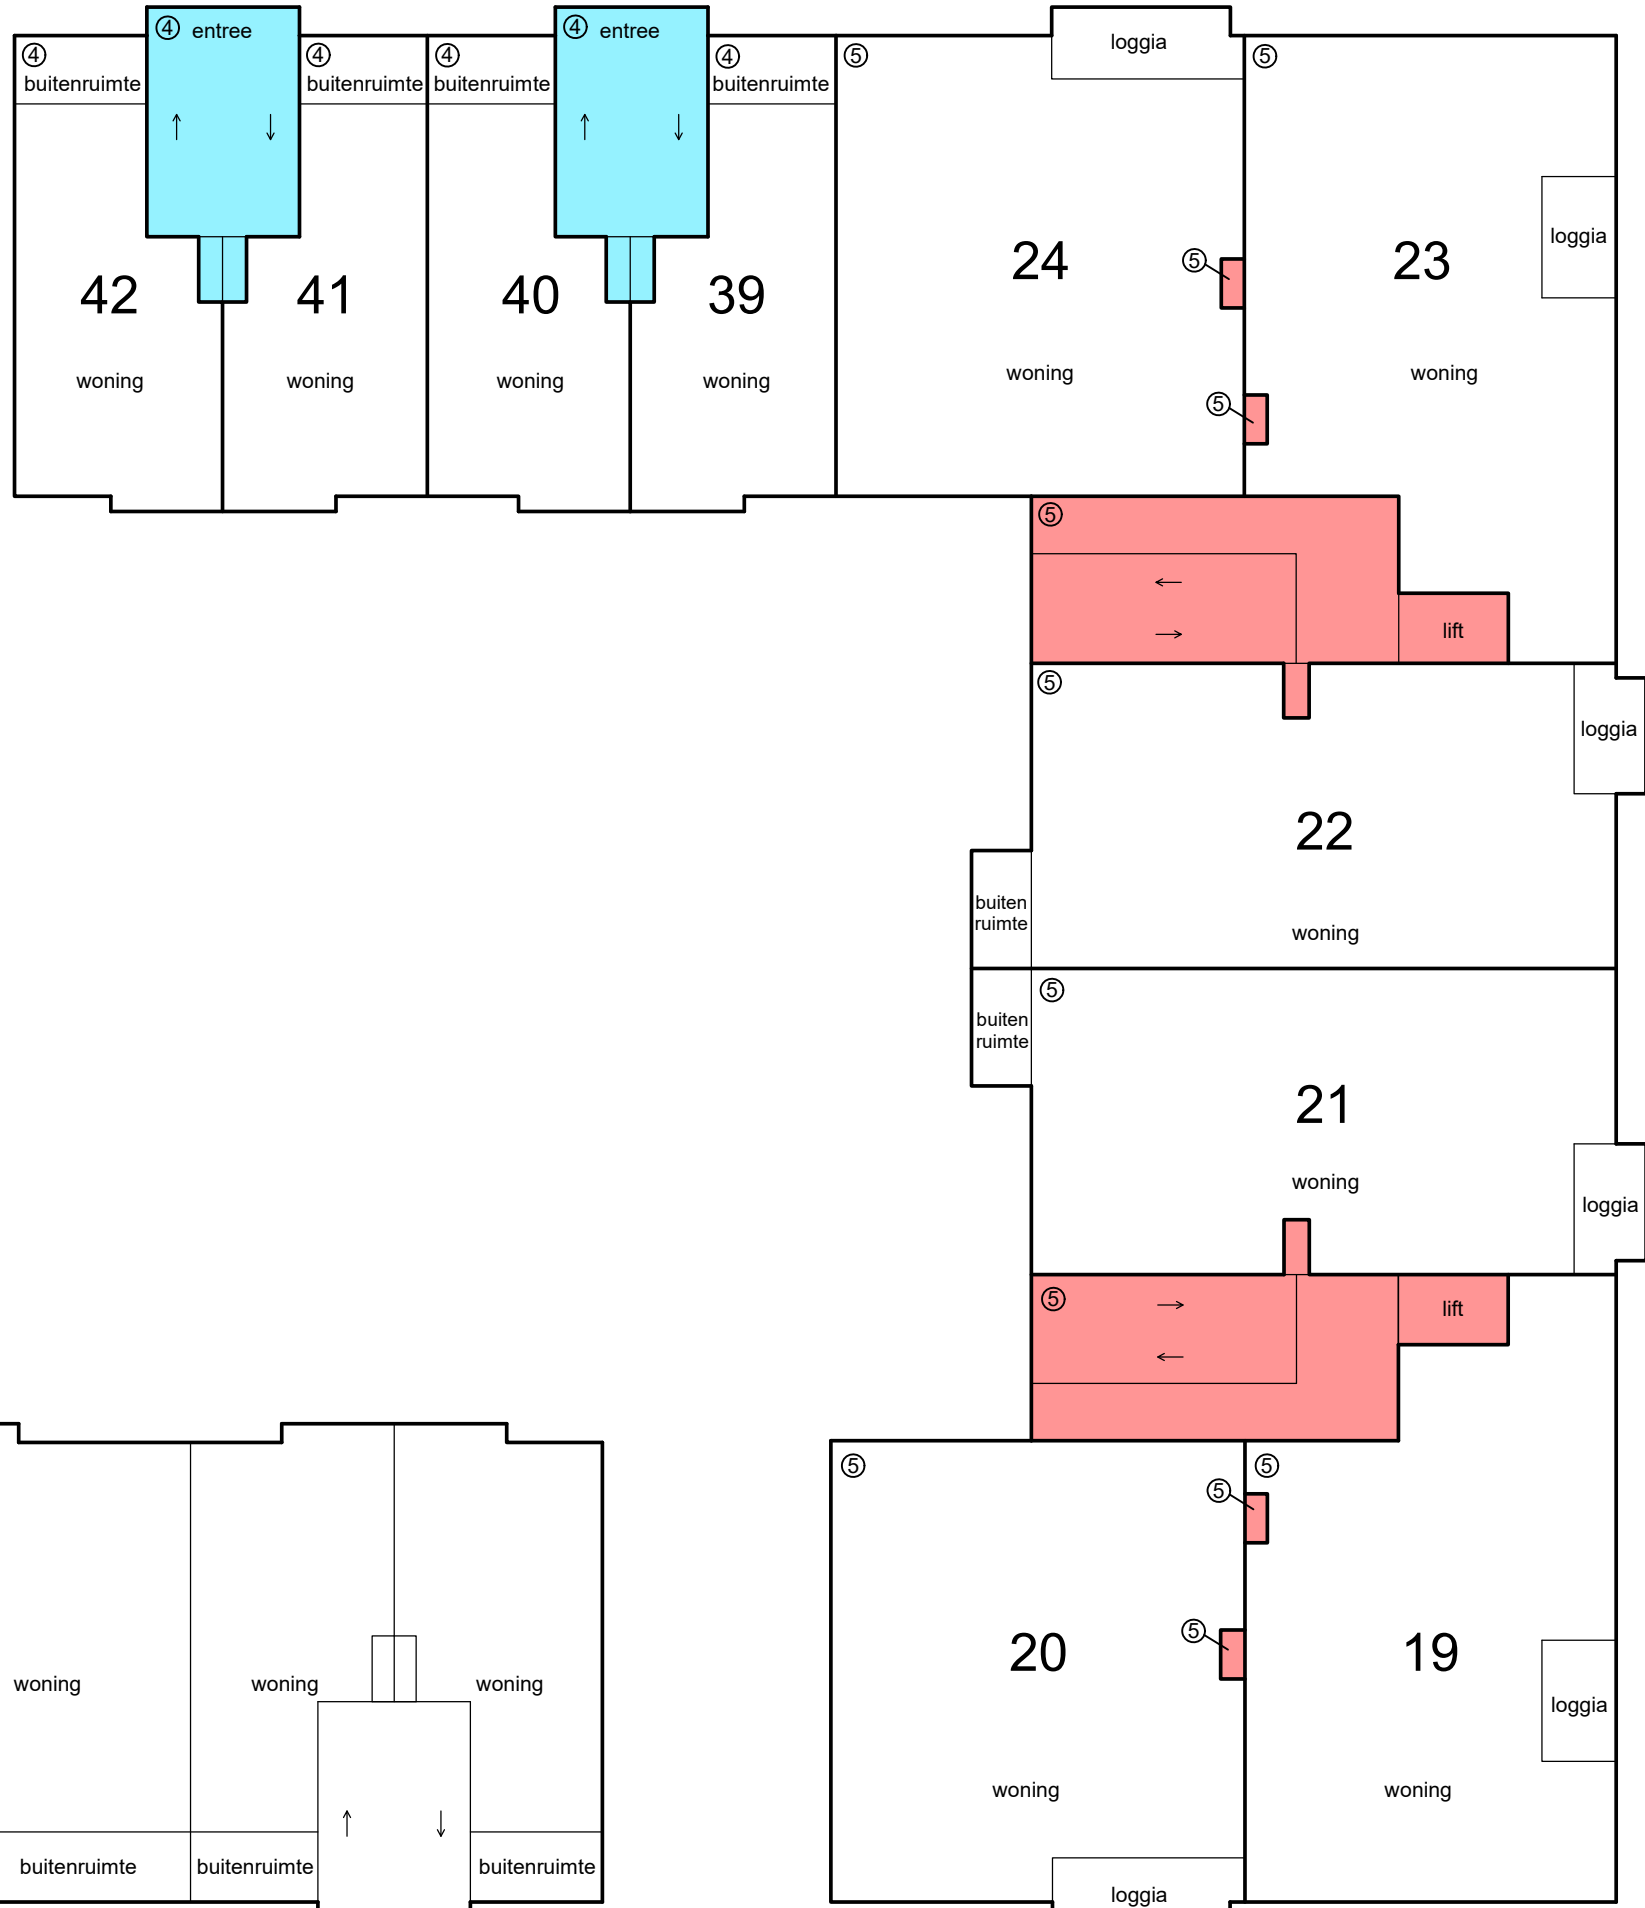 ④ entree
④
buitenruimte
④
buitenruimte
④
buitenruimte
④ entree
④
buitenruimte
⑤
loggia
⑤
loggia
42
41
40
39
24
23
⑤
⑤
woning
woning
woning
woning
woning
woning
⑤
lift
⑤
loggia
22
woning
buiten
ruimte
⑤
buiten
ruimte
21
woning
loggia
⑤
lift
⑤
⑤
⑤
⑤
20
19
woning
woning
loggia
loggia
woning
woning
woning
buitenruimte
buitenruimte
buitenruimte